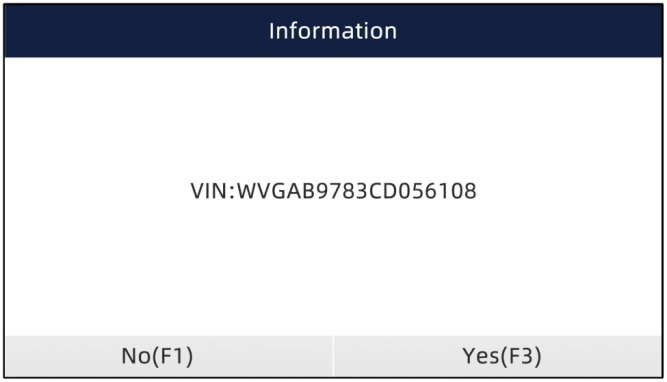 Information
VIN:WVGAB9783CD056108
No(F1)
Yes(F3)